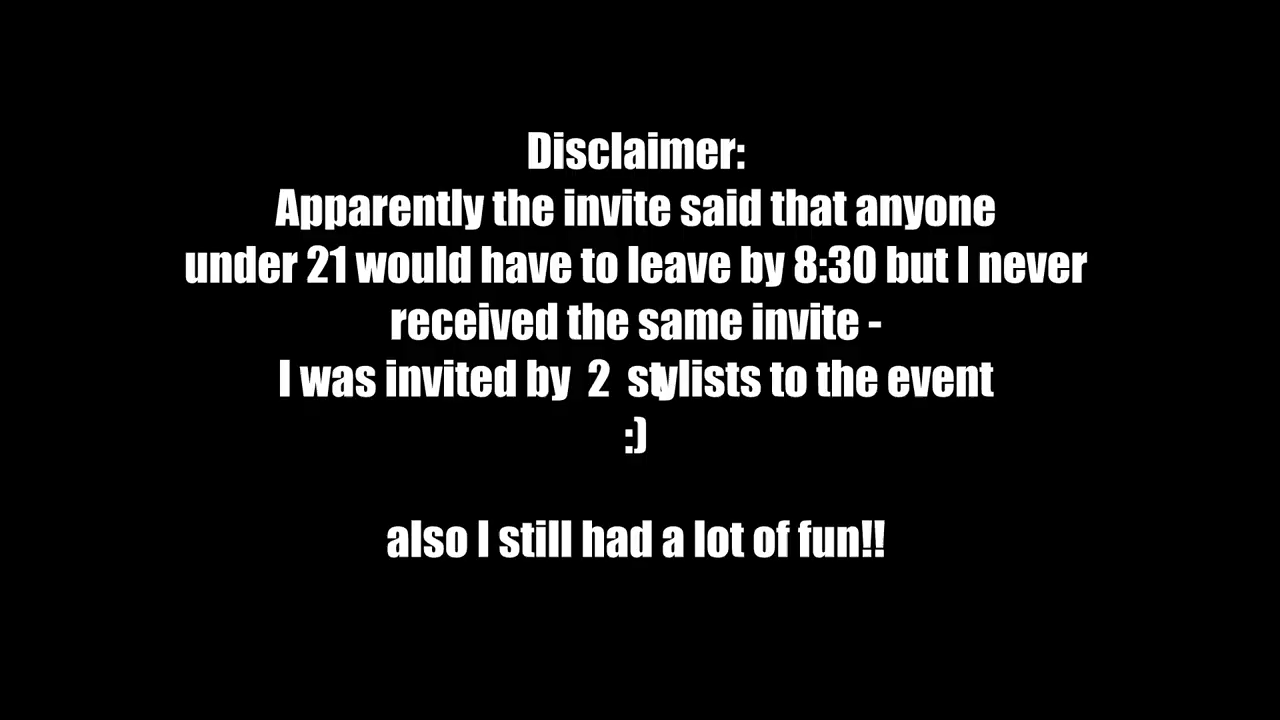 Disclaimer:
Apparently the invite said that anyone
under 21 would have to leave by 8:30 but I never
received the same invite -
I was invited by 2 stylists to the event
:)
also I still had a lot of fun!!